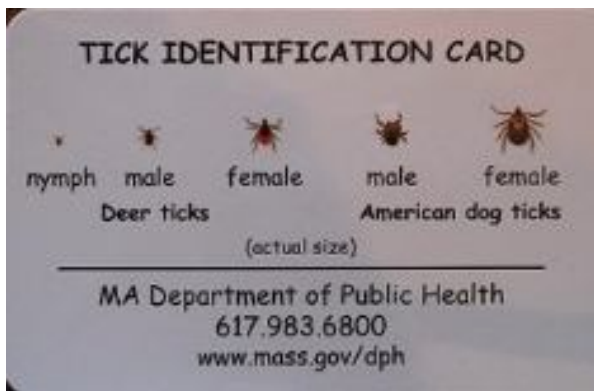 TICK IDENTIFICATION CARD
nymph male female male female
Deer ticks American dog ticks
(actual size)
MA Department of Public Health
617.983.6800
www.mass.gov/dph